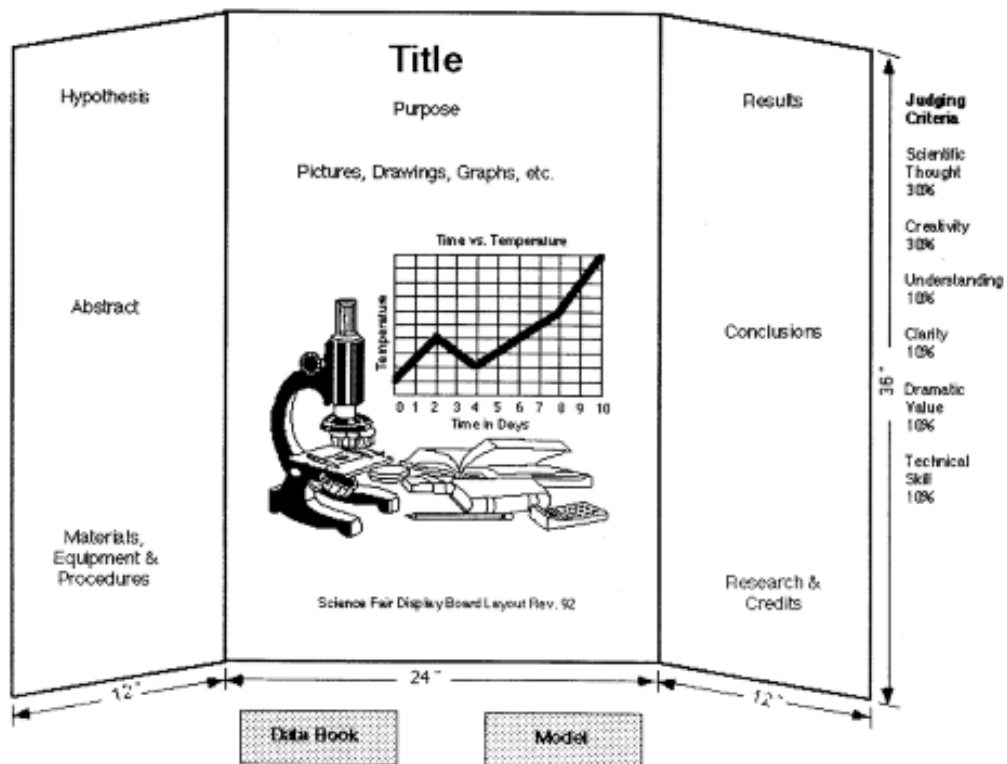 Hypothesis
Abstract
Materials,
Equipment &
Procedures
Title
Purpose
Pictures, Drawings, Graphs, etc.
Time vs. Temperature
Temperature
0 1 2 3 4 5 6 7 8 9 10
Time in Days
Science Fair Display Board Layout Rev. 92
Results
Conclusions
Research &
Credits
Judging
Criteria
Scientific
Thought
30%
Creativity
30%
Understanding
10%
Clarity
10%
Dramatic
Value
10%
Technical
Skill
10%
36"
12"
24"
12"
Data Book
Model